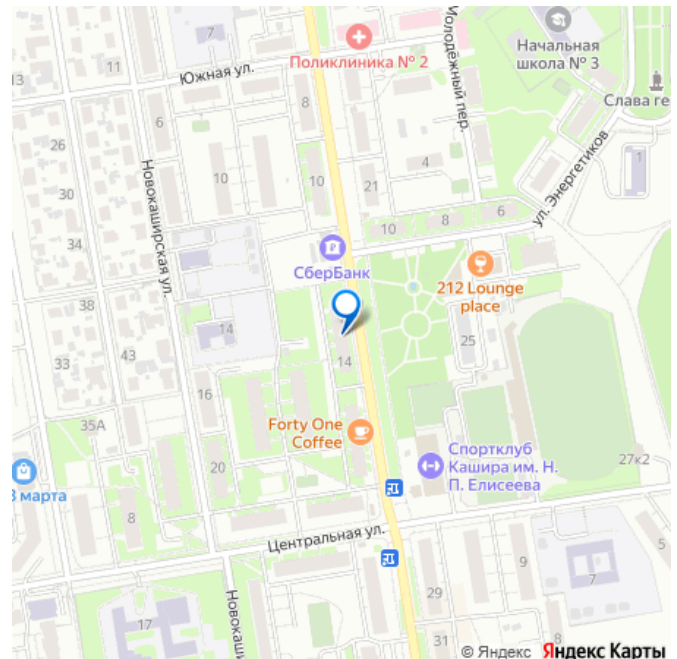 7
Поликлиника № 2
Начальная
школа № 3
13
11
Южная ул.
8
Молодёжный пер.
Слава ге
26
6
1
30
10
21
4
Новокаширская ул.
ул. Энергетиков
34
10
8
6
СберБанк
212 Lounge
place
38
14
43
25
33
14
16
35А
Forty One
Coffee
Спортклуб
Кашира им. Н.
П. Елисеева
27к2
20
8 марта
8
Центральная ул.
5
9
7
29
Новокаши
17
31
8
© Яндекс Яндекс Карты